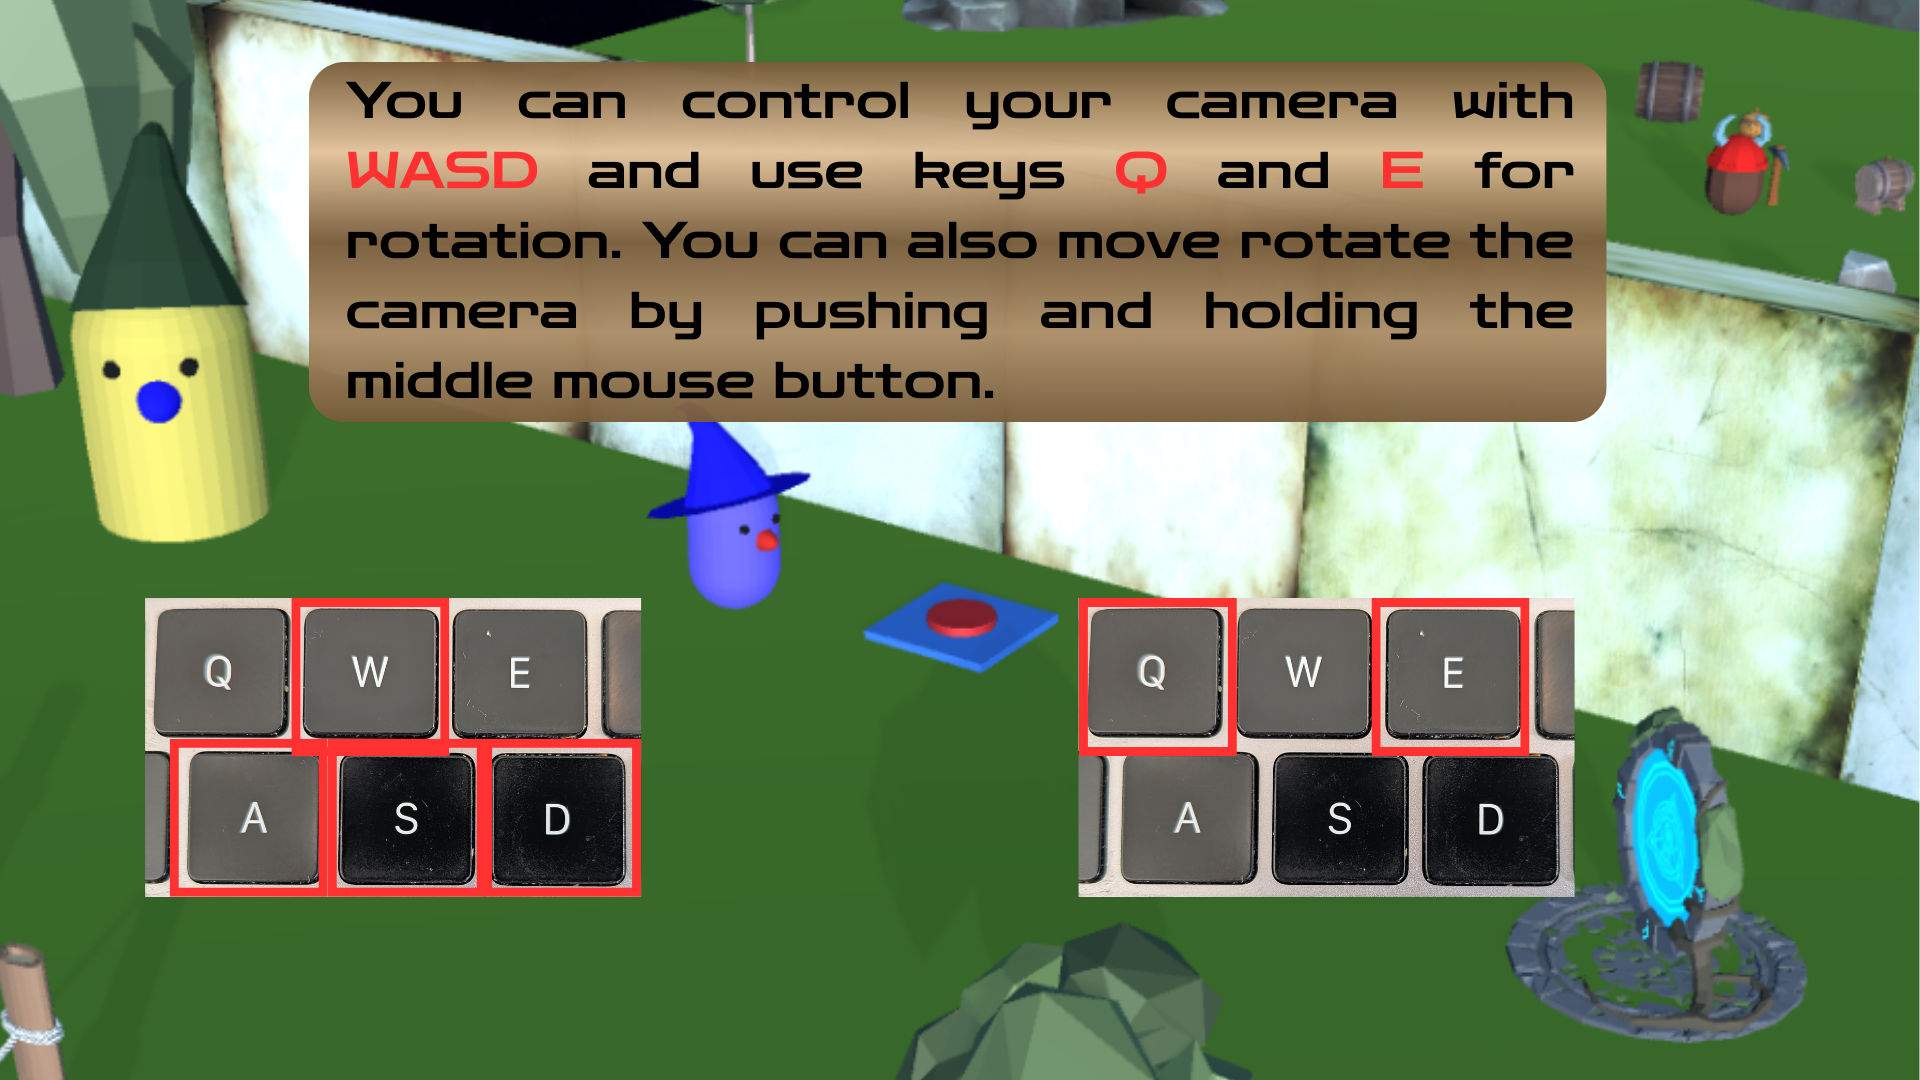 You can control your camera with
WASD and use keys Q and E for
rotation. You can also move rotate the
camera by pushing and holding the
middle mouse button.
Q W E
A S D
Q W E
A S D